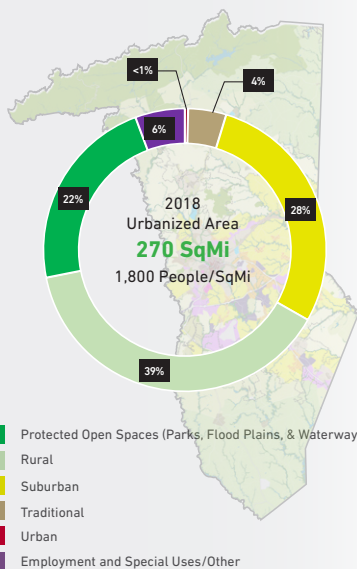 <1%
4%
6%
22%
28%
2018
Urbanized Area
270 SqMi
1,800 People/SqMi
39%
Protected Open Spaces (Parks, Flood Plains, & Waterway
Rural
Suburban
Traditional
Urban
Employment and Special Uses/Other